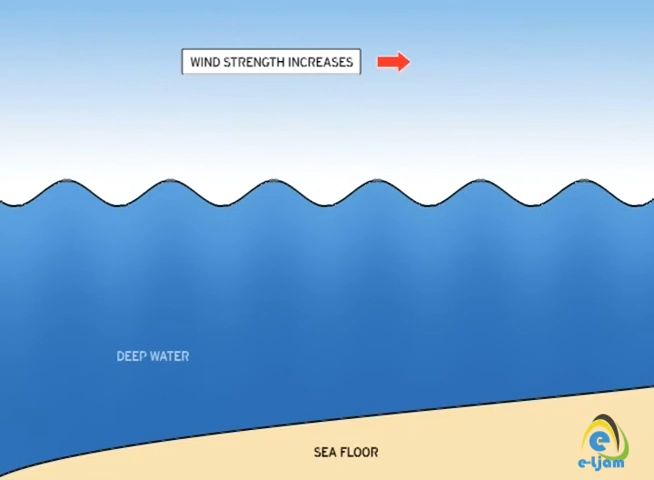 WIND STRENGTH INCREASES
DEEP WATER
SEA FLOOR
e
e-Ljam